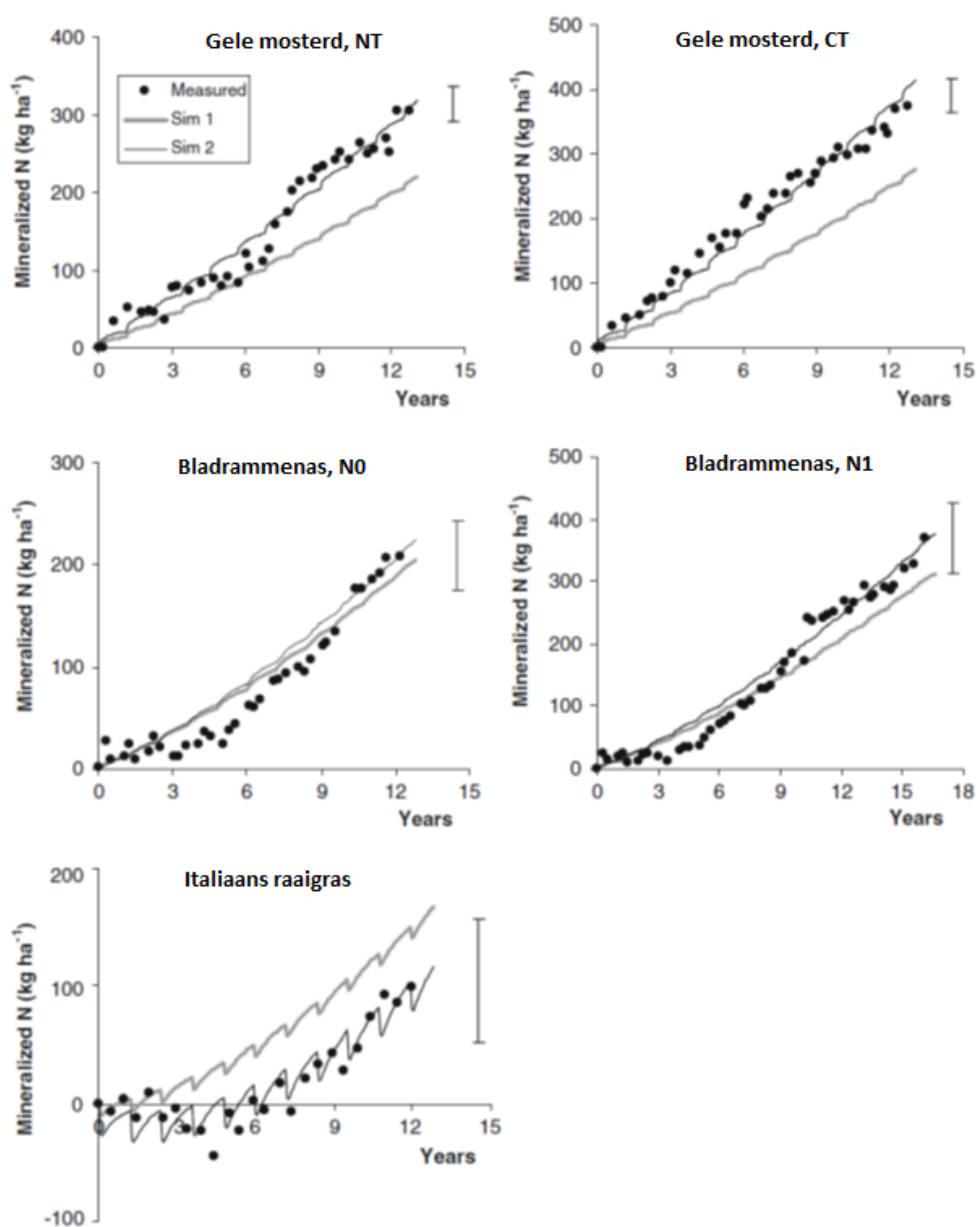 Gele mosterd, NT
Mineralized N (kg ha⁻¹)
400
300
200
100
0
Measured
Sim 1
Sim 2
0 3 6 9 12 15
Years
Gele mosterd, CT
Mineralized N (kg ha⁻¹)
500
400
300
200
100
0
0 3 6 9 12 15
Years
Bladrammenas, N0
Mineralized N (kg ha⁻¹)
300
200
100
0
0 3 6 9 12 15
Years
Bladrammenas, N1
Mineralized N (kg ha⁻¹)
500
400
300
200
100
0
0 3 6 9 12 15 18
Years
Italiaans raaigras
Mineralized N (kg ha⁻¹)
200
100
0
-100
3 6 9 12 15
Years